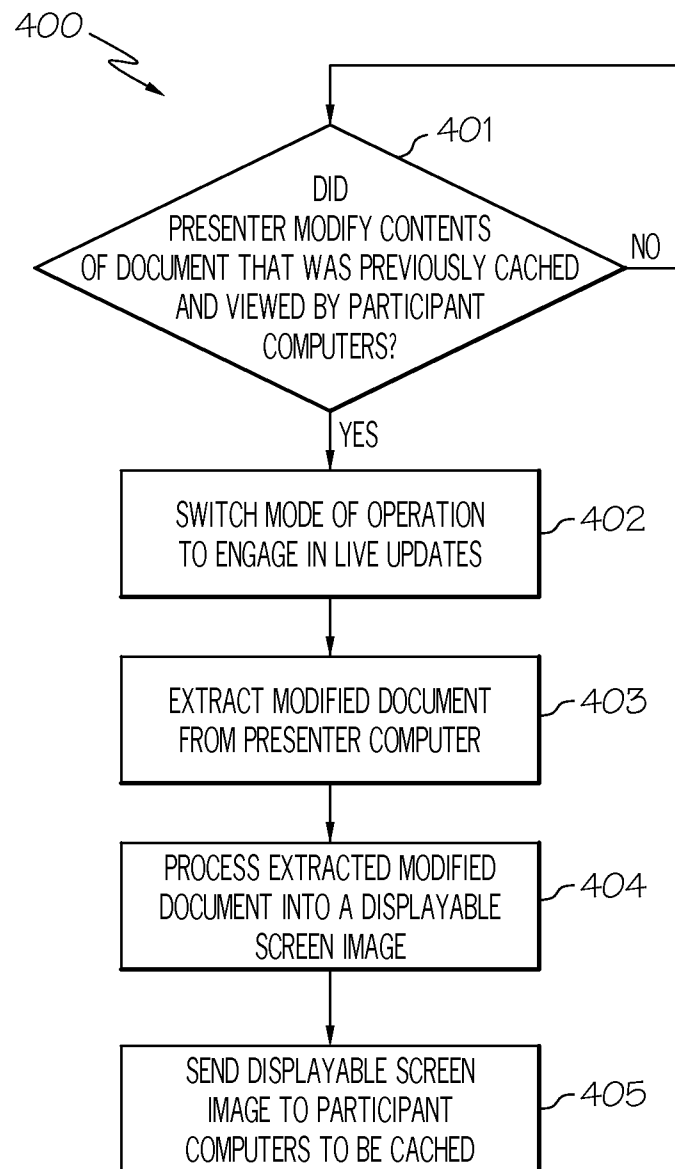 400
401
DID
PRESENTER MODIFY CONTENTS
OF DOCUMENT THAT WAS PREVIOUSLY CACHED
AND VIEWED BY PARTICIPANT
COMPUTERS?
NO
YES
SWITCH MODE OF OPERATION
TO ENGAGE IN LIVE UPDATES
402
EXTRACT MODIFIED DOCUMENT
FROM PRESENTER COMPUTER
403
PROCESS EXTRACTED MODIFIED
DOCUMENT INTO A DISPLAYABLE
SCREEN IMAGE
404
SEND DISPLAYABLE SCREEN
IMAGE TO PARTICIPANT
COMPUTERS TO BE CACHED
405